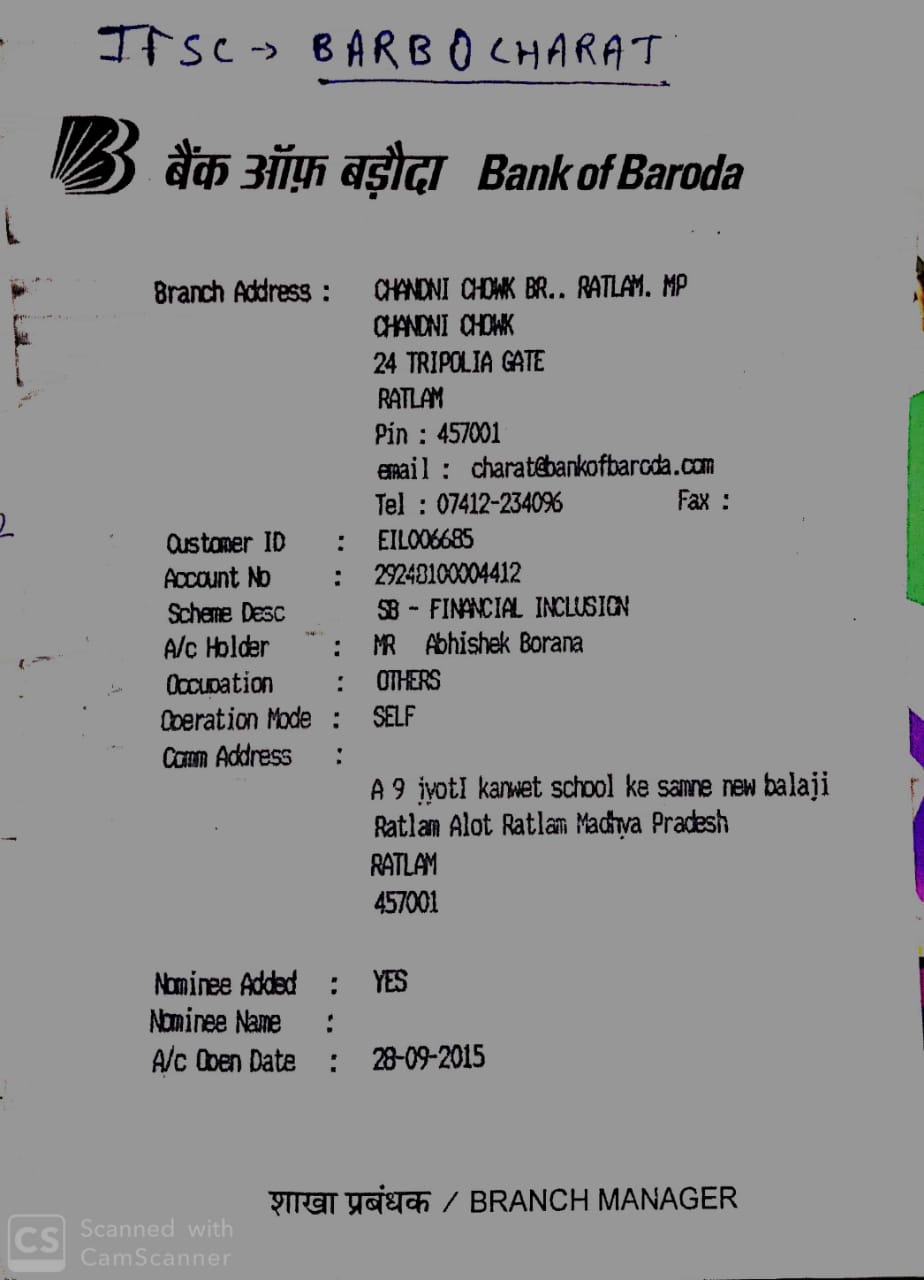 IFSC → BARB0CHARAT
बैंक ऑफ़ बड़ौदा Bank of Baroda
Branch Address : CHANDNI CHOWK BR.. RATLAM. MP
CHANDNI CHOWK
24 TRIPOLIA GATE
RATLAM
Pin : 457001
email : charat@bankofbaroda.com
Tel : 07412-234096 Fax :
Customer ID : EIL006685
Account No : 29248100004412
Scheme Desc SB - FINANCIAL INCLUSION
A/c Holder : MR Abhishek Borana
Occupation : OTHERS
Operation Mode : SELF
Comm Address :
A 9 jyotI kanwet school ke samne new balaji
Ratlam Alot Ratlam Madhya Pradesh
RATLAM
457001
Nominee Added : YES
Nominee Name :
A/c Open Date : 28-09-2015
शाखा प्रबंधक / BRANCH MANAGER
CS Scanned with
CamScanner